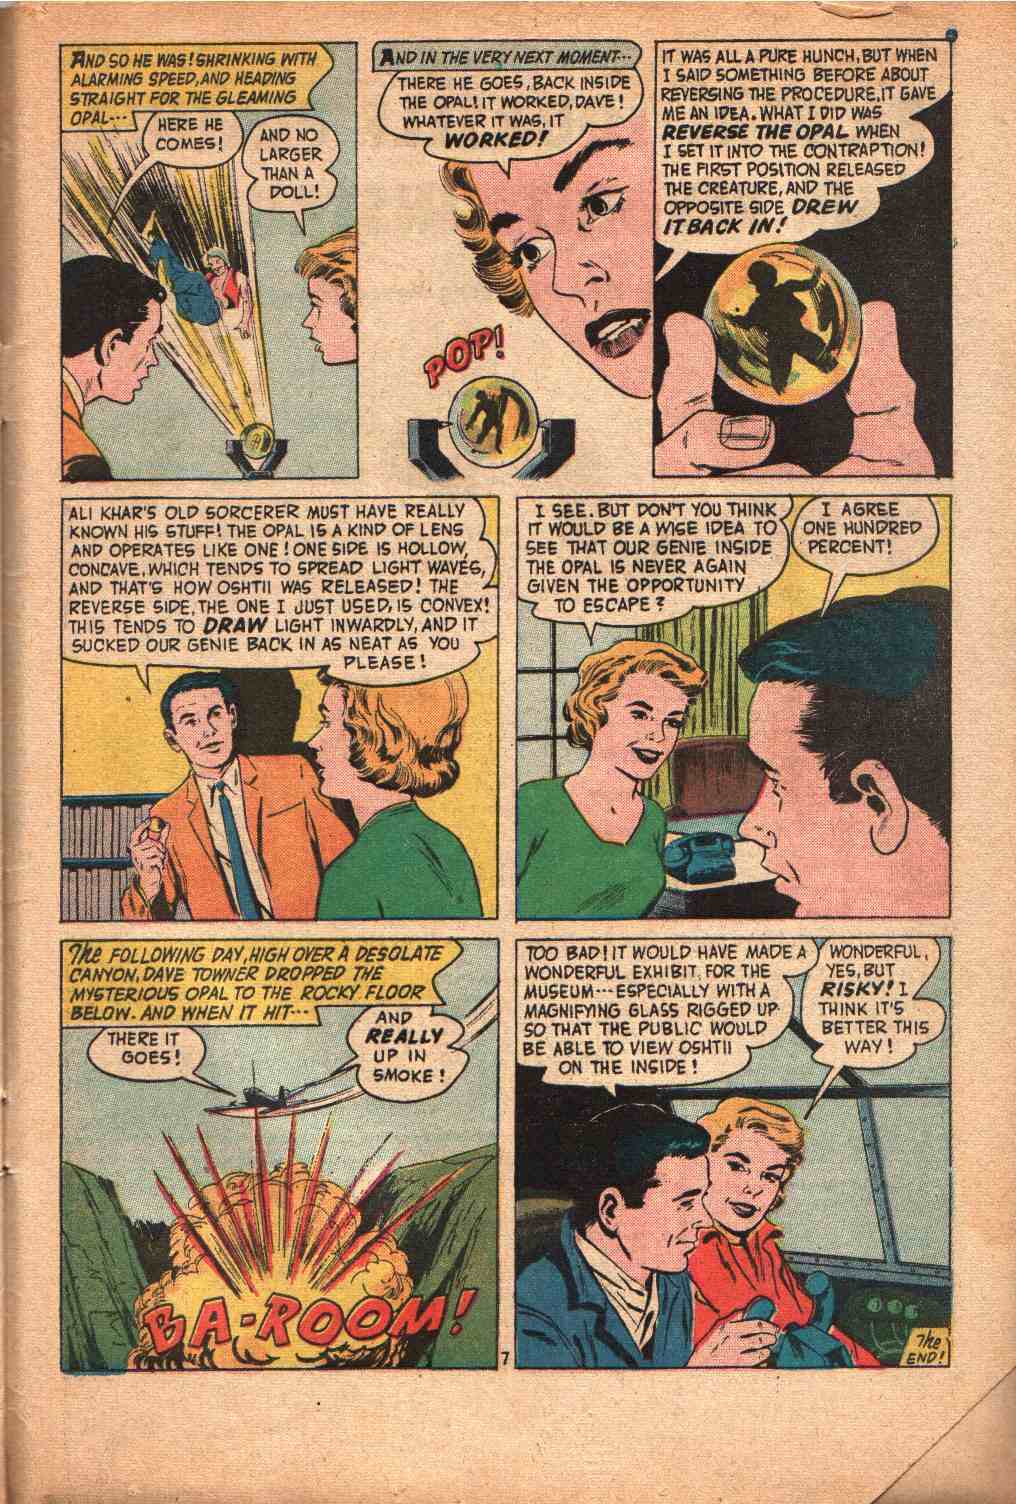 AND SO HE WAS! SHRINKING WITH
ALARMING SPEED, AND HEADING
STRAIGHT FOR THE GLEAMING
OPAL---
HERE HE
COMES!
AND NO
LARGER
THAN A
DOLL!
AND IN THE VERY NEXT MOMENT---
THERE HE GOES, BACK INSIDE
THE OPAL! IT WORKED, DAVE!
WHATEVER IT WAS, IT
WORKED!
POP!
IT WAS ALL A PURE HUNCH, BUT WHEN
I SAID SOMETHING BEFORE ABOUT
REVERSING THE PROCEDURE, IT GAVE
ME AN IDEA. WHAT I DID WAS
REVERSE THE OPAL WHEN
I SET IT INTO THE CONTRAPTION!
THE FIRST POSITION RELEASED
THE CREATURE, AND THE
OPPOSITE SIDE DREW
IT BACK IN!
ALI KHAR'S OLD SORCERER MUST HAVE REALLY
KNOWN HIS STUFF! THE OPAL IS A KIND OF LENS
AND OPERATES LIKE ONE! ONE SIDE IS HOLLOW,
CONCAVE, WHICH TENDS TO SPREAD LIGHT WAVES,
AND THAT'S HOW OSHTII WAS RELEASED! THE
REVERSE SIDE, THE ONE I JUST USED, IS CONVEX!
THIS TENDS TO DRAW LIGHT INWARDLY, AND IT
SUCKED OUR GENIE BACK IN AS NEAT AS YOU
PLEASE!
I SEE. BUT DON'T YOU THINK
IT WOULD BE A WISE IDEA TO
SEE THAT OUR GENIE INSIDE
THE OPAL IS NEVER AGAIN
GIVEN THE OPPORTUNITY
TO ESCAPE?
I AGREE
ONE HUNDRED
PERCENT!
The FOLLOWING DAY, HIGH OVER A DESOLATE
CANYON, DAVE TOWNER DROPPED THE
MYSTERIOUS OPAL TO THE ROCKY FLOOR
BELOW. AND WHEN IT HIT---
THERE IT
GOES!
AND
REALLY
UP IN
SMOKE!
BA-ROOM!
7
TOO BAD! IT WOULD HAVE MADE A
WONDERFUL EXHIBIT FOR THE
MUSEUM---ESPECIALLY WITH A
MAGNIFYING GLASS RIGGED UP
SO THAT THE PUBLIC WOULD
BE ABLE TO VIEW OSHTII
ON THE INSIDE!
WONDERFUL,
YES, BUT
RISKY! I
THINK IT'S
BETTER THIS
WAY!
The
END!